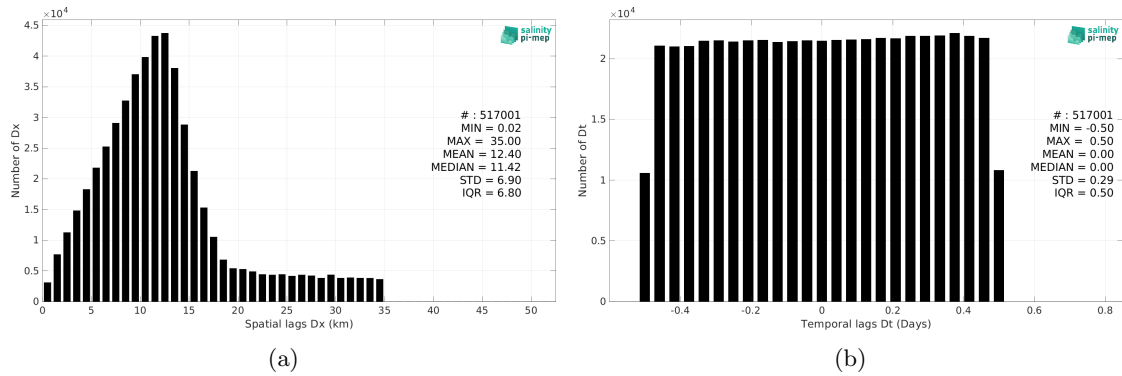 ×10⁴
4.5
4
3.5
3
2.5
2
1.5
1
0.5
0
Number of Dx
salinity
pi-mep
# : 517001
MIN = 0.02
MAX = 35.00
MEAN = 12.40
MEDIAN = 11.42
STD = 6.90
IQR = 6.80
0 5 10 15 20 25 30 35 40 45 50
Spatial lags Dx (km)
(a)
×10⁴
2
1.5
1
0.5
0
Number of Dt
salinity
pi-mep
# : 517001
MIN = -0.50
MAX = 0.50
MEAN = 0.00
MEDIAN = 0.00
STD = 0.29
IQR = 0.50
-0.4 -0.2 0 0.2 0.4 0.6 0.8
Temporal lags Dt (Days)
(b)